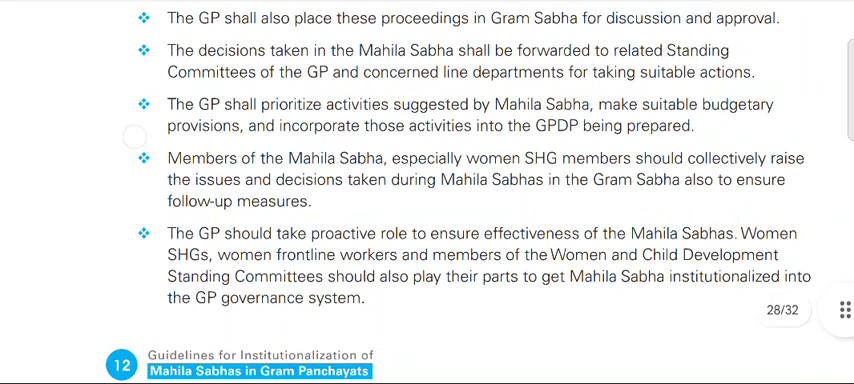 ❖ The GP shall also place these proceedings in Gram Sabha for discussion and approval.
❖ The decisions taken in the Mahila Sabha shall be forwarded to related Standing
Committees of the GP and concerned line departments for taking suitable actions.
❖ The GP shall prioritize activities suggested by Mahila Sabha, make suitable budgetary
provisions, and incorporate those activities into the GPDP being prepared.
❖ Members of the Mahila Sabha, especially women SHG members should collectively raise
the issues and decisions taken during Mahila Sabhas in the Gram Sabha also to ensure
follow-up measures.
❖ The GP should take proactive role to ensure effectiveness of the Mahila Sabhas. Women
SHGs, women frontline workers and members of the Women and Child Development
Standing Committees should also play their parts to get Mahila Sabha institutionalized into
the GP governance system.
28/32
12
Guidelines for Institutionalization of
Mahila Sabhas in Gram Panchayats